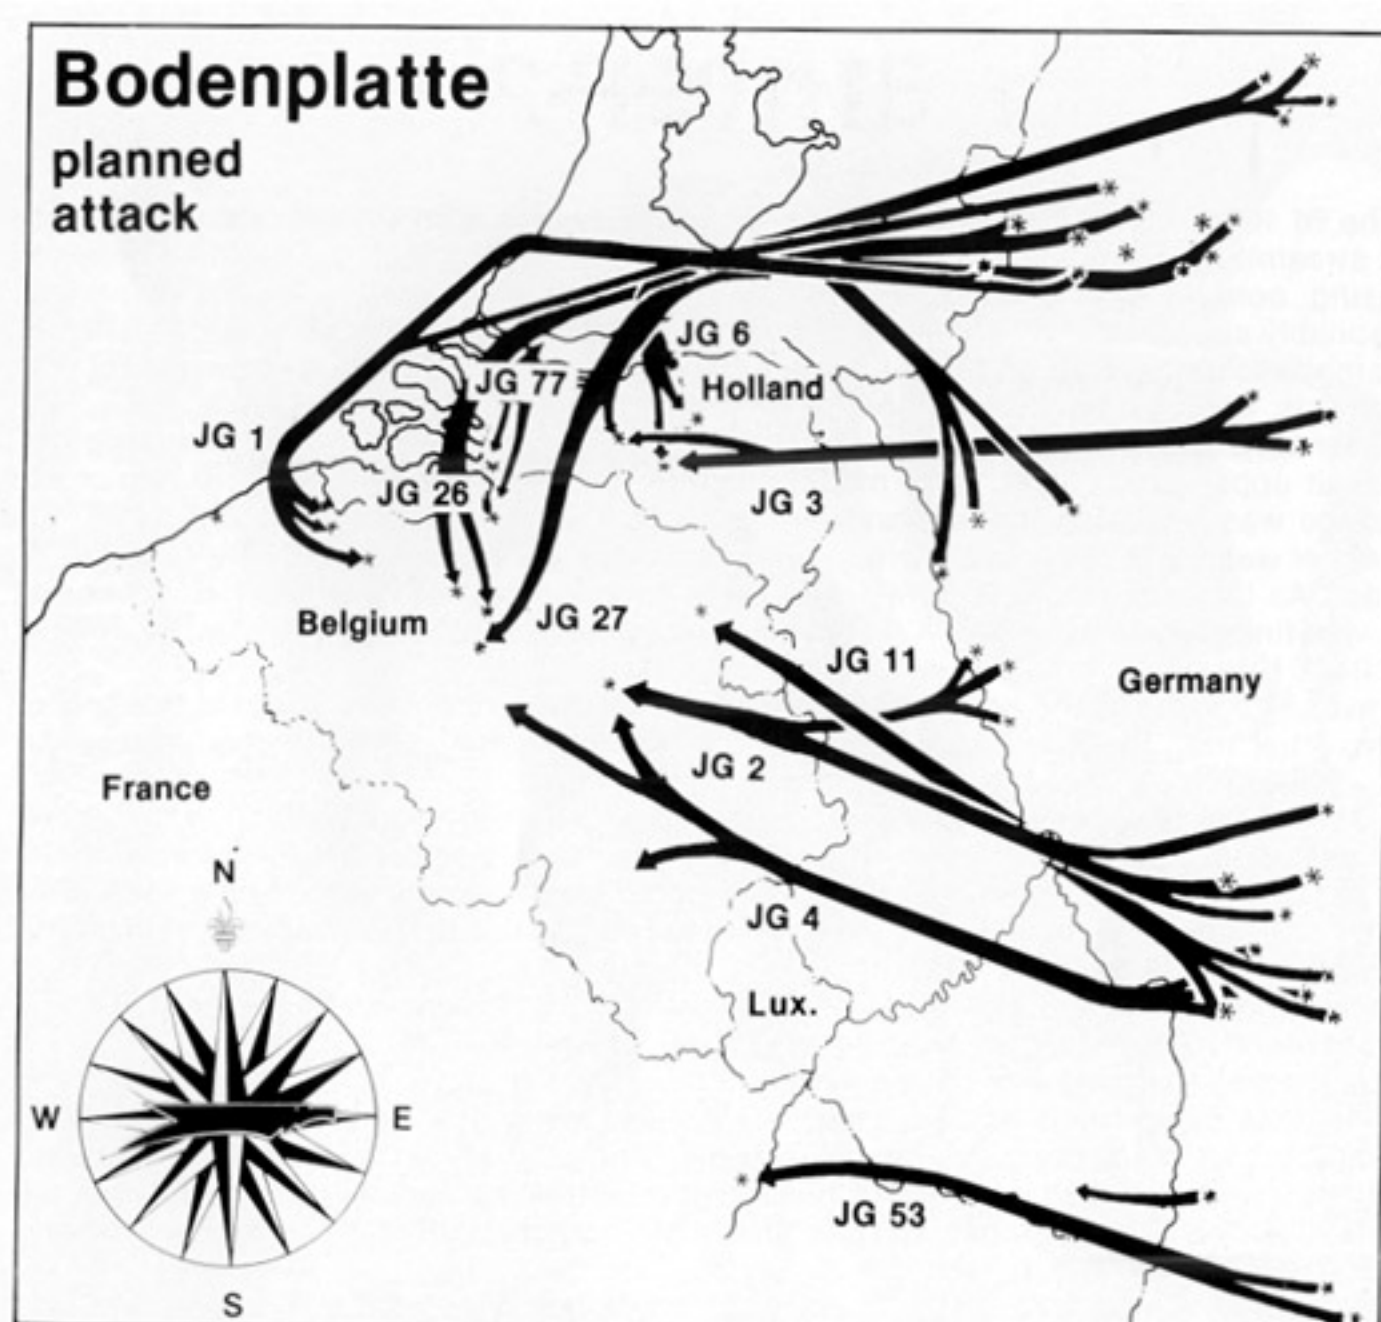 Bodenplatte
planned
attack
JG 6
JG 77
Holland
JG 1
JG 26
JG 3
Belgium
JG 27
JG 11
Germany
JG 2
France
N
JG 4
Lux.
W
E
JG 53
S